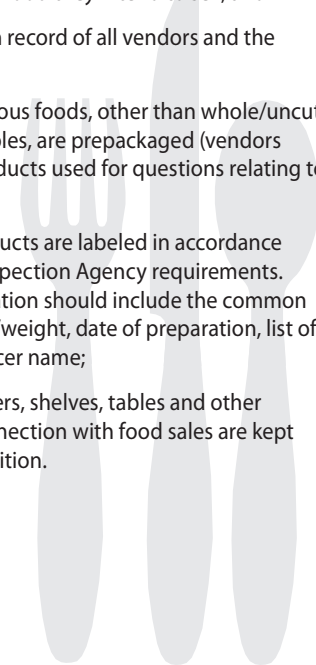 record of all vendors and the
ous foods, other than whole/uncut
les, are prepackaged (vendors
ducts used for questions relating to
ucts are labeled in accordance
pection Agency requirements.
ation should include the common
weight, date of preparation, list of
cer name;
ers, shelves, tables and other
nection with food sales are kept
ition.